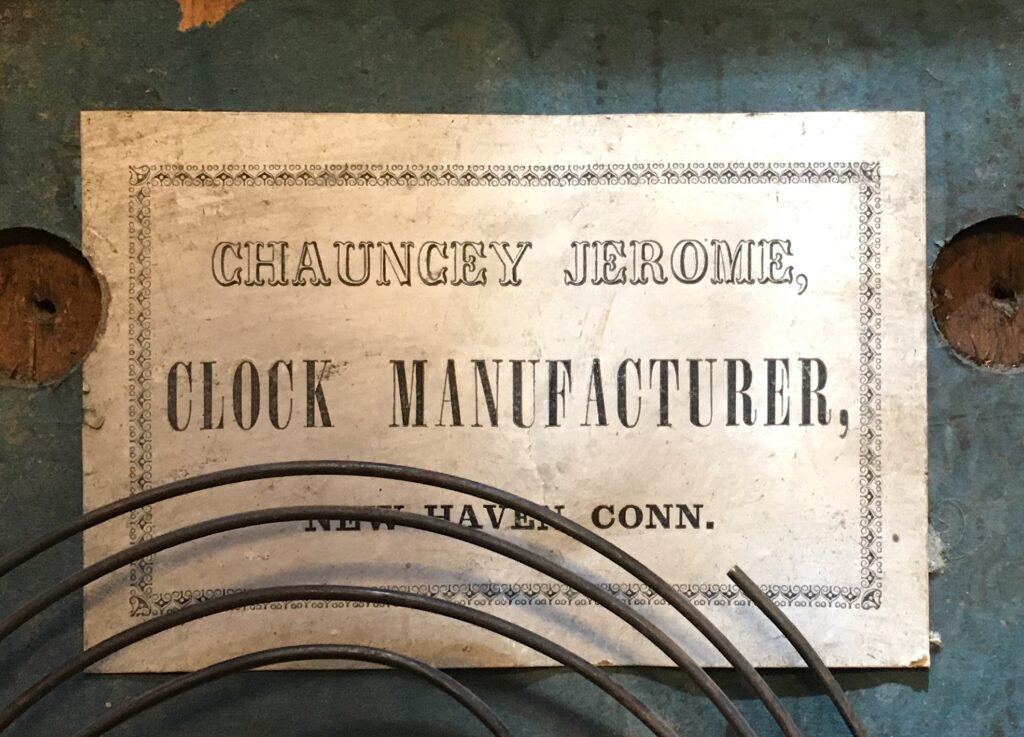 CHAUNCEY JEROME,
CLOCK MANUFACTURER,
NEW HAVEN CONN.